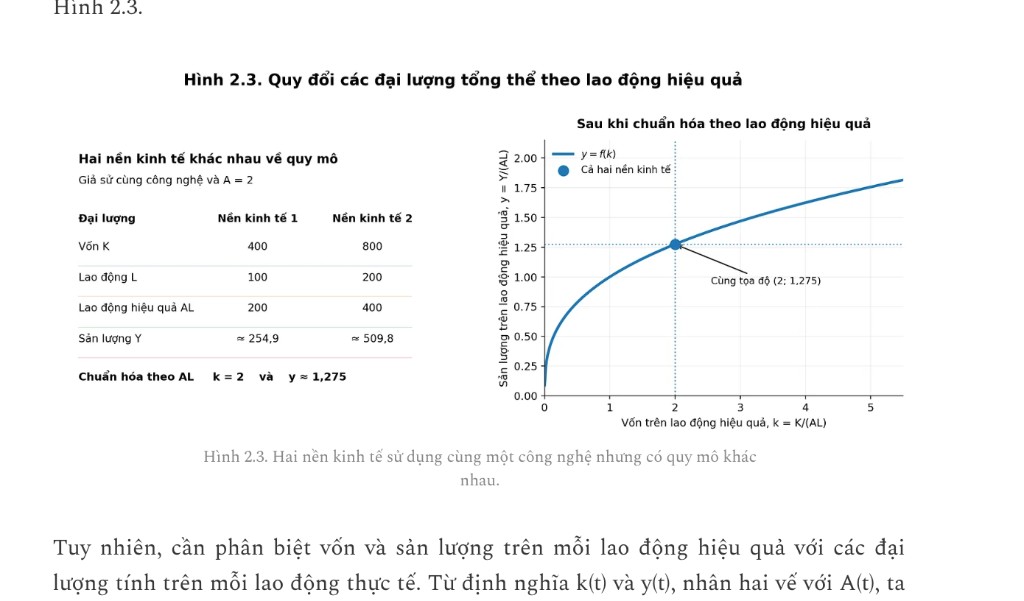 Hình 2.3.
Hình 2.3. Quy đổi các đại lượng tổng thể theo lao động hiệu quả
Hai nền kinh tế khác nhau về quy mô
Giả sử cùng công nghệ và A = 2
Đại lượng Nền kinh tế 1 Nền kinh tế 2
Vốn K 400 800
Lao động L 100 200
Lao động hiệu quả AL 200 400
Sản lượng Y ≈ 254,9 ≈ 509,8
Chuẩn hóa theo AL k = 2 và y ≈ 1,275
Sau khi chuẩn hóa theo lao động hiệu quả
Sản lượng trên lao động hiệu quả, y = Y/(AL)
2.00
1.75
1.50
1.25
1.00
0.75
0.50
0.25
0.00
y = f(k)
Cả hai nền kinh tế
Cùng tọa độ (2; 1,275)
0 1 2 3 4 5
Vốn trên lao động hiệu quả, k = K/(AL)
Hình 2.3. Hai nền kinh tế sử dụng cùng một công nghệ nhưng có quy mô khác
nhau.
Tuy nhiên, cần phân biệt vốn và sản lượng trên mỗi lao động hiệu quả với các đại
lượng tính trên mỗi lao động thực tế. Từ định nghĩa k(t) và y(t), nhân hai vế với A(t), ta